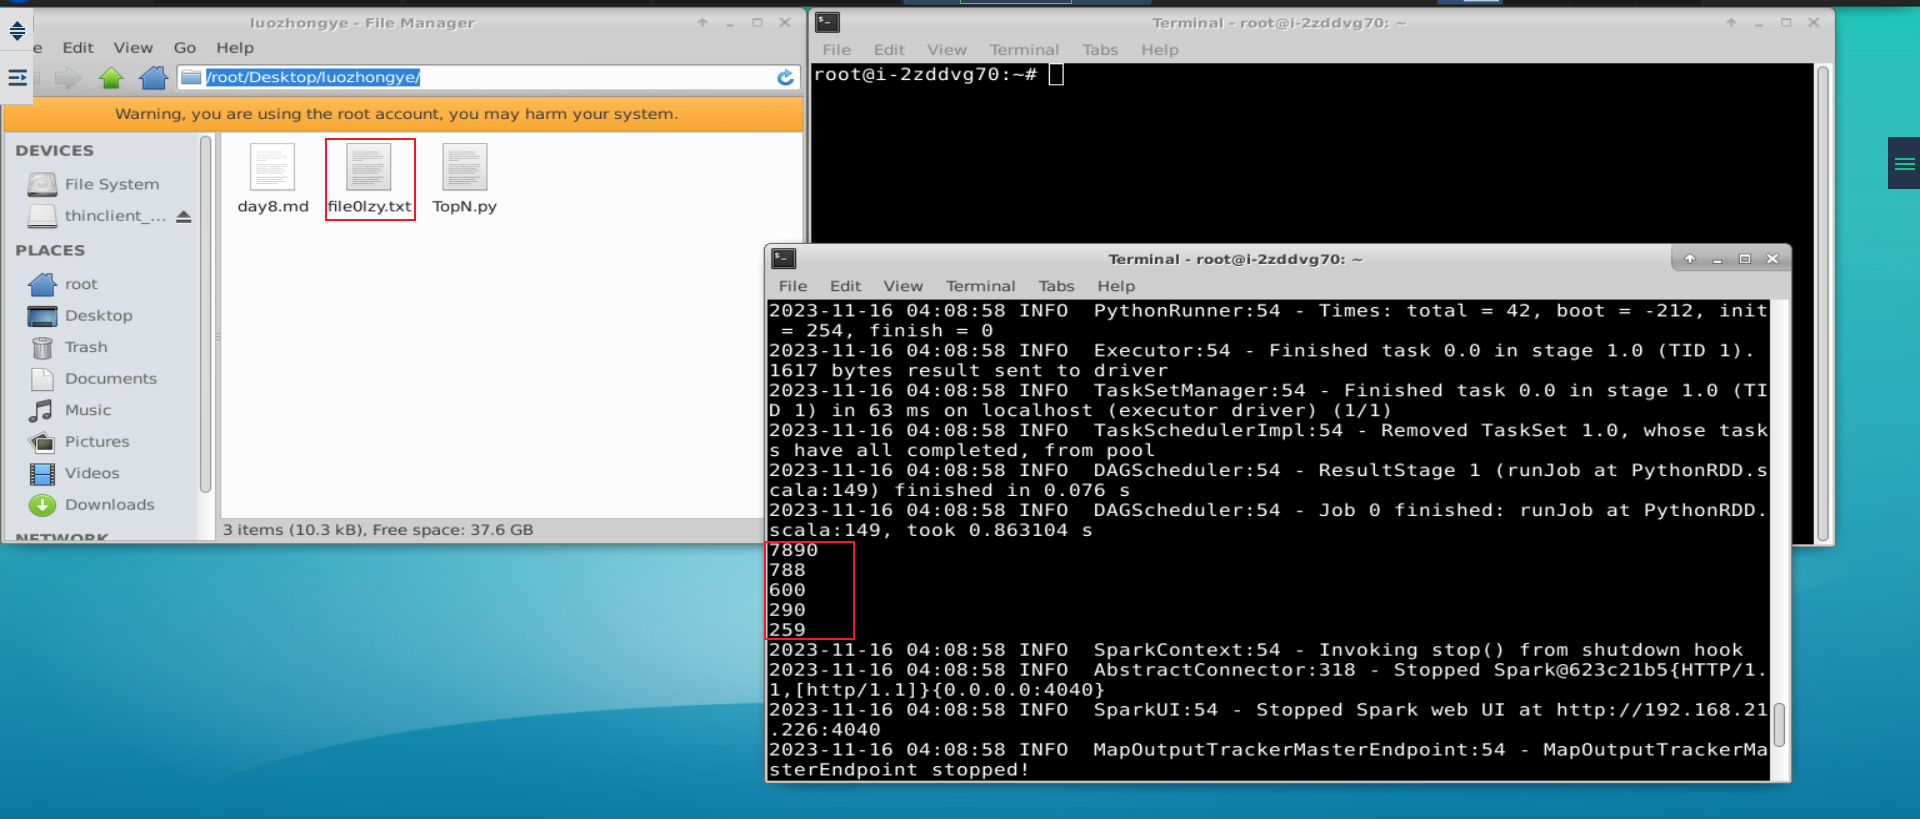 luozhongye - File Manager
e Edit View Go Help
/root/Desktop/luozhongye/
Warning, you are using the root account, you may harm your system.
DEVICES
File System
thinclient_...
PLACES
root
Desktop
Trash
Documents
Music
Pictures
Videos
Downloads
NETWORK
day8.md
file0lzy.txt
TopN.py
3 items (10.3 kB), Free space: 37.6 GB
Terminal - root@i-2zddvg70: ~
File Edit View Terminal Tabs Help
root@i-2zddvg70:~#
Terminal - root@i-2zddvg70: ~
File Edit View Terminal Tabs Help
2023-11-16 04:08:58 INFO  PythonRunner:54 - Times: total = 42, boot = -212, init
 = 254, finish = 0
2023-11-16 04:08:58 INFO  Executor:54 - Finished task 0.0 in stage 1.0 (TID 1).
1617 bytes result sent to driver
2023-11-16 04:08:58 INFO  TaskSetManager:54 - Finished task 0.0 in stage 1.0 (TI
D 1) in 63 ms on localhost (executor driver) (1/1)
2023-11-16 04:08:58 INFO  TaskSchedulerImpl:54 - Removed TaskSet 1.0, whose task
s have all completed, from pool
2023-11-16 04:08:58 INFO  DAGScheduler:54 - ResultStage 1 (runJob at PythonRDD.s
cala:149) finished in 0.076 s
2023-11-16 04:08:58 INFO  DAGScheduler:54 - Job 0 finished: runJob at PythonRDD.
scala:149, took 0.863104 s
7890
788
600
290
259
2023-11-16 04:08:58 INFO  SparkContext:54 - Invoking stop() from shutdown hook
2023-11-16 04:08:58 INFO  AbstractConnector:318 - Stopped Spark@623c21b5{HTTP/1.
1,[http/1.1]}{0.0.0.0:4040}
2023-11-16 04:08:58 INFO  SparkUI:54 - Stopped Spark web UI at http://192.168.21
.226:4040
2023-11-16 04:08:58 INFO  MapOutputTrackerMasterEndpoint:54 - MapOutputTrackerMa
sterEndpoint stopped!